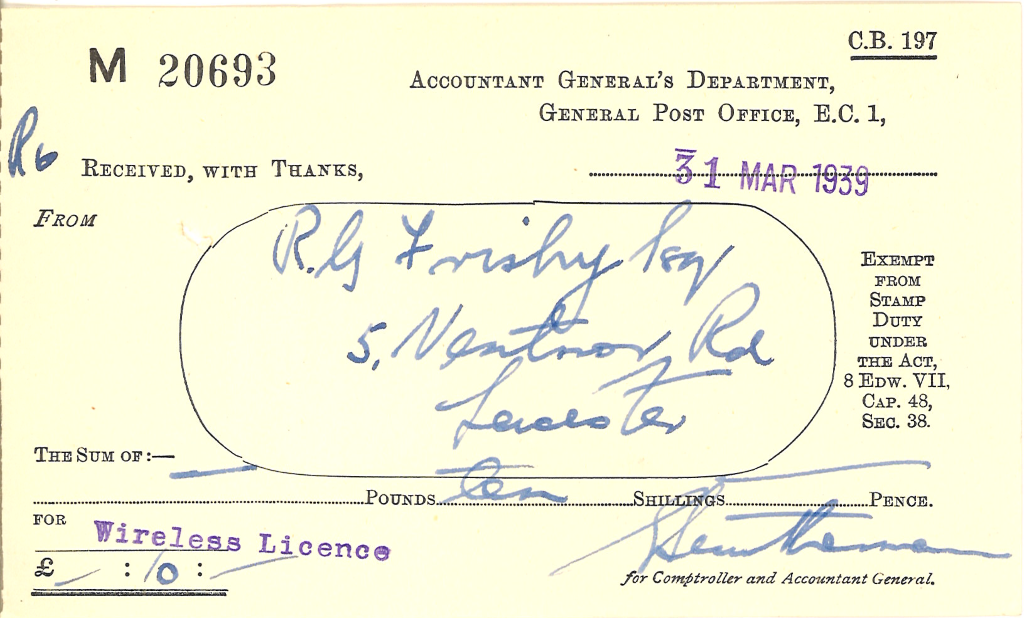 C.B. 197
M 20693
ACCOUNTANT GENERAL'S DEPARTMENT,
GENERAL POST OFFICE, E.C. 1,
R6
RECEIVED, WITH THANKS,
31 MAR 1939
FROM
R.G Frisby Esq
5, Ventnor Rd
Leicester
EXEMPT
FROM
STAMP
DUTY
UNDER
THE ACT,
8 EDW. VII,
CAP. 48,
SEC. 38.
THE SUM OF:—
— POUNDS ten SHILLINGS — PENCE.
FOR Wireless Licence
£ — : 10 : —
for Comptroller and Accountant General.